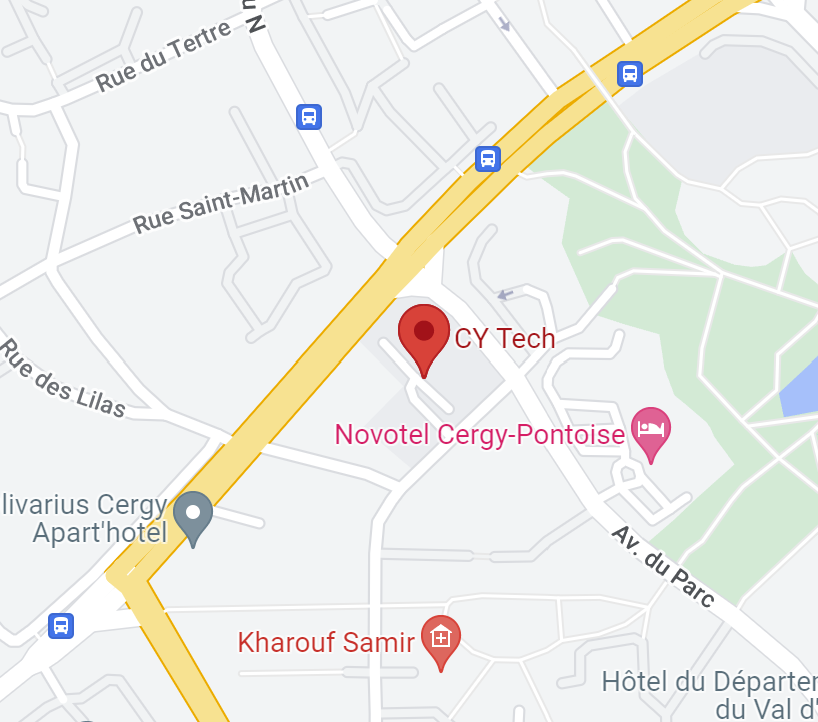 N
Rue du Tertre
Rue Saint-Martin
CY Tech
Rue des Lilas
Novotel Cergy-Pontoise
livarius Cergy
Apart'hotel
Av. du Parc
Kharouf Samir
Hôtel du Départe
du Val d'